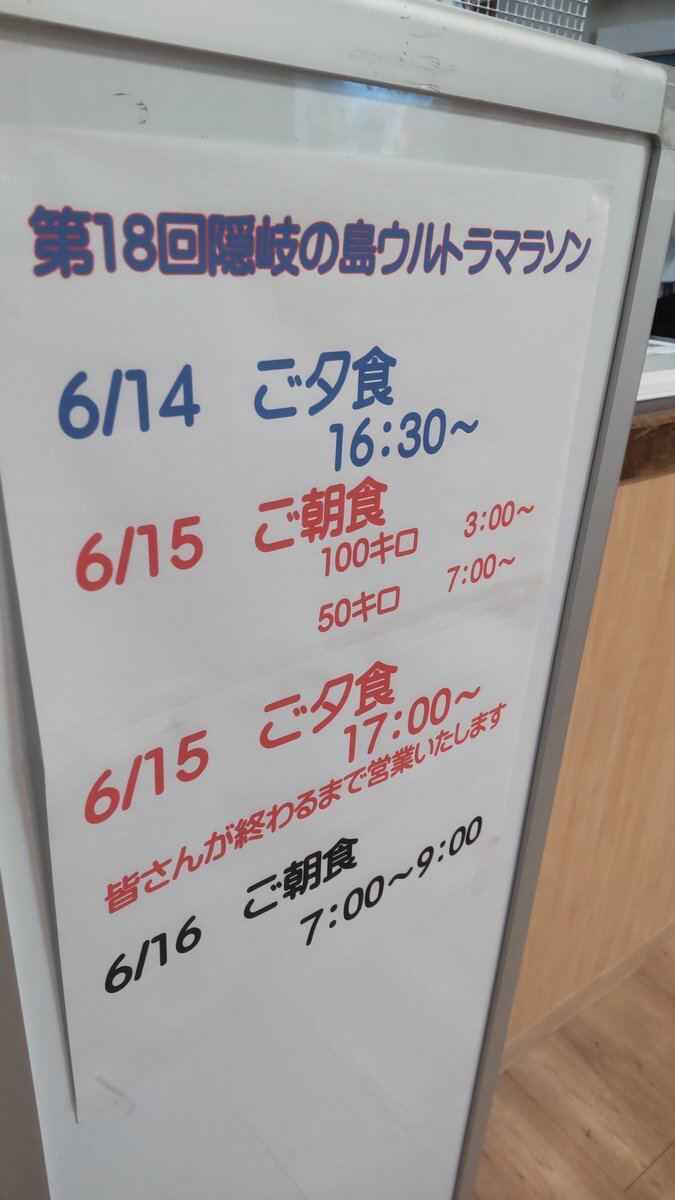 第18回隠岐の島ウルトラマラソン
6/14 ご夕食
16:30～
6/15 ご朝食
100キロ 3:00～
50キロ 7:00～
6/15 ご夕食
17:00～
皆さんが終わるまで営業いたします
6/16 ご朝食
7:00～9:00